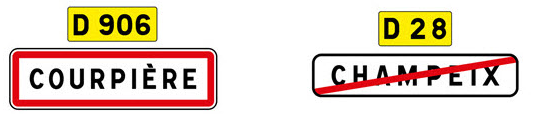 D 906
COURPIÈRE
D 28
CHAMPEIX